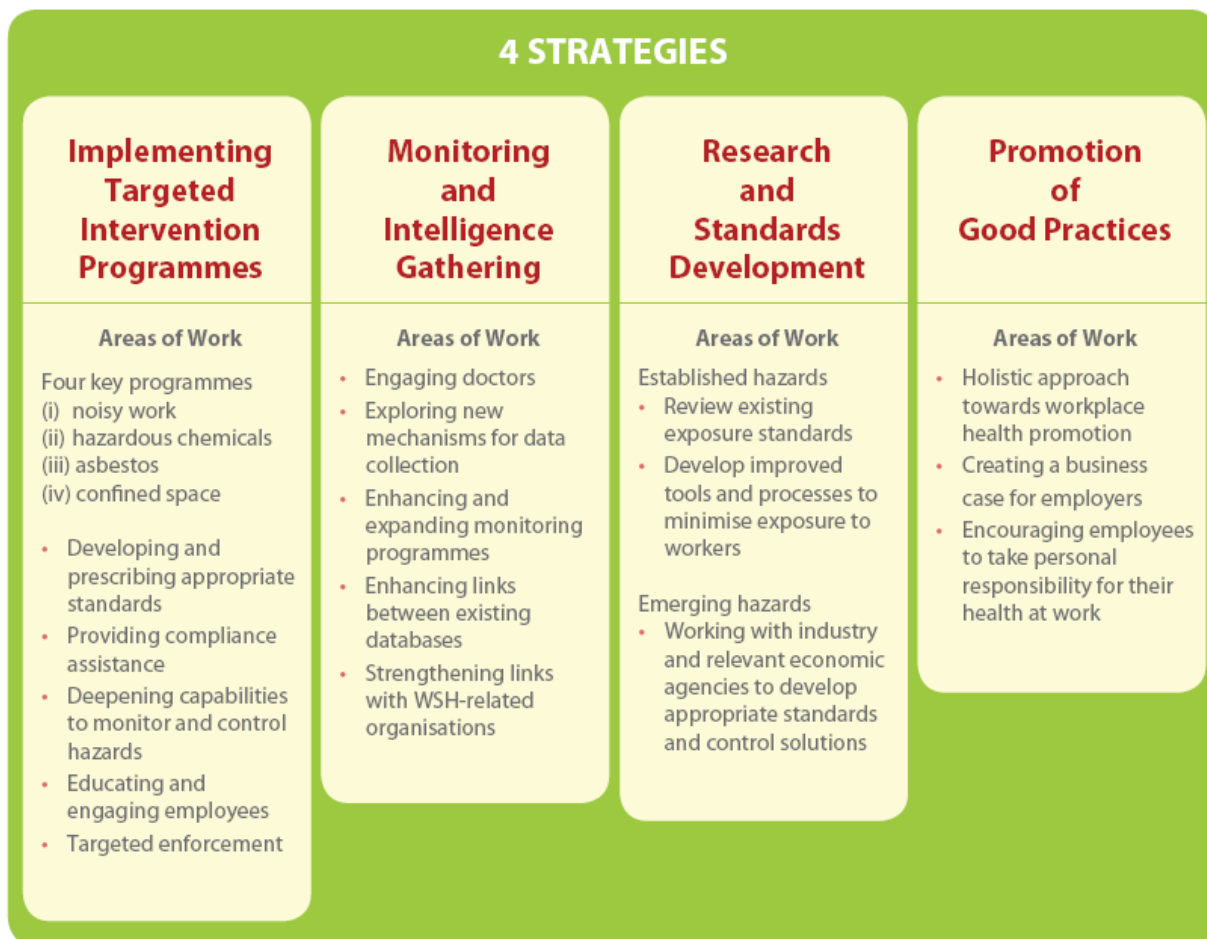 4 STRATEGIES
Implementing
Targeted
Intervention
Programmes
Areas of Work
Four key programmes
(i) noisy work
(ii) hazardous chemicals
(iii) asbestos
(iv) confined space
• Developing and
prescribing appropriate
standards
• Providing compliance
assistance
• Deepening capabilities
to monitor and control
hazards
• Educating and
engaging employees
• Targeted enforcement
Monitoring
and
Intelligence
Gathering
Areas of Work
• Engaging doctors
• Exploring new
mechanisms for data
collection
• Enhancing and
expanding monitoring
programmes
• Enhancing links
between existing
databases
• Strengthening links
with WSH-related
organisations
Research
and
Standards
Development
Areas of Work
Established hazards
• Review existing
exposure standards
• Develop improved
tools and processes to
minimise exposure to
workers
Emerging hazards
• Working with industry
and relevant economic
agencies to develop
appropriate standards
and control solutions
Promotion
of
Good Practices
Areas of Work
• Holistic approach
towards workplace
health promotion
• Creating a business
case for employers
• Encouraging employees
to take personal
responsibility for their
health at work